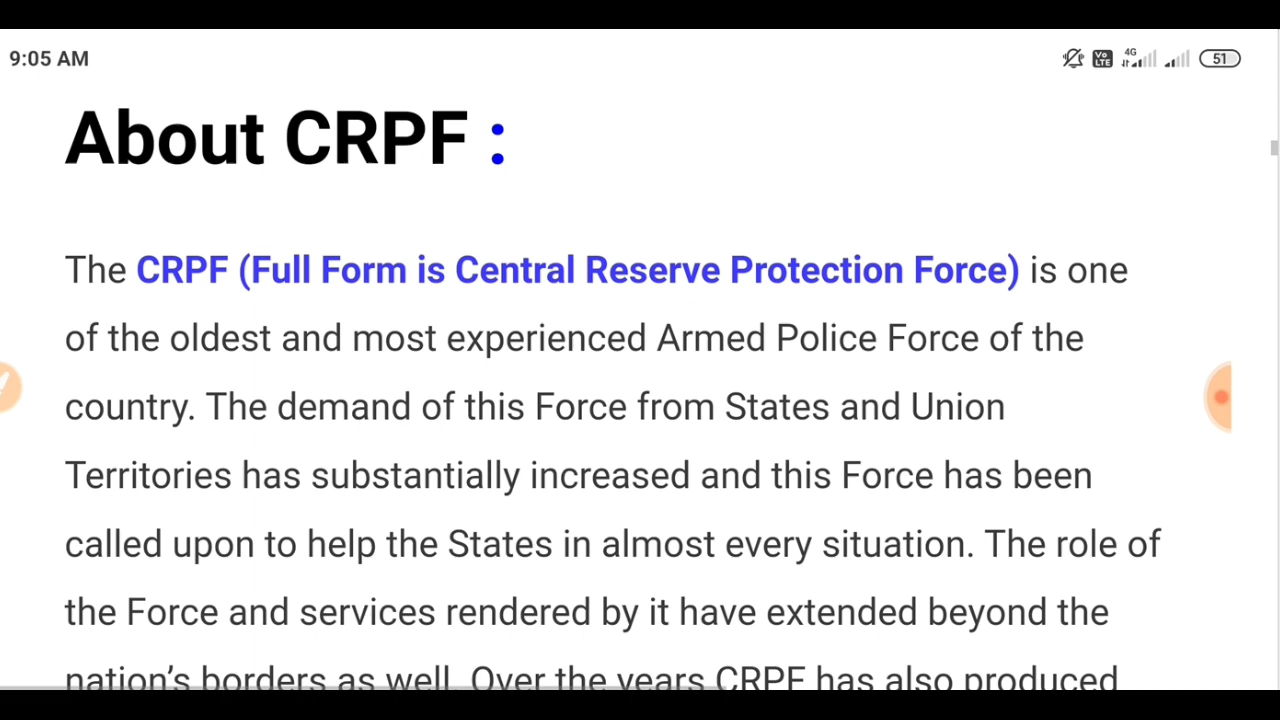 9:05 AM
Vo LTE 4G 51
About CRPF :
The CRPF (Full Form is Central Reserve Protection Force) is one
of the oldest and most experienced Armed Police Force of the
country. The demand of this Force from States and Union
Territories has substantially increased and this Force has been
called upon to help the States in almost every situation. The role of
the Force and services rendered by it have extended beyond the
nation's borders as well. Over the years CRPF has also produced